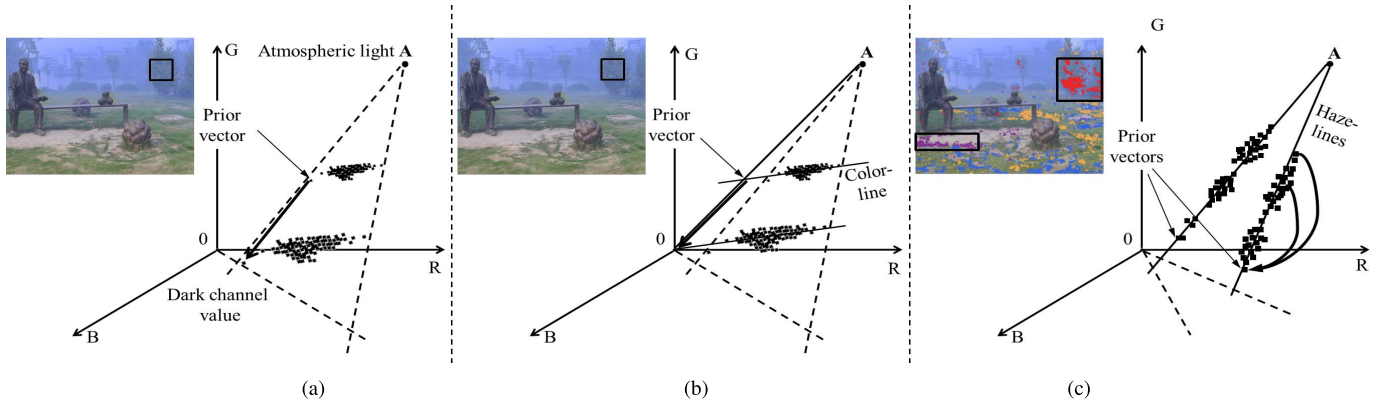 G
Atmospheric light A
Prior
vector
0
R
Dark channel
value
B
(a)
G
A
Prior
vector
Color-
line
0
R
B
(b)
G
A
Haze-
lines
Prior
vectors
0
R
B
(c)